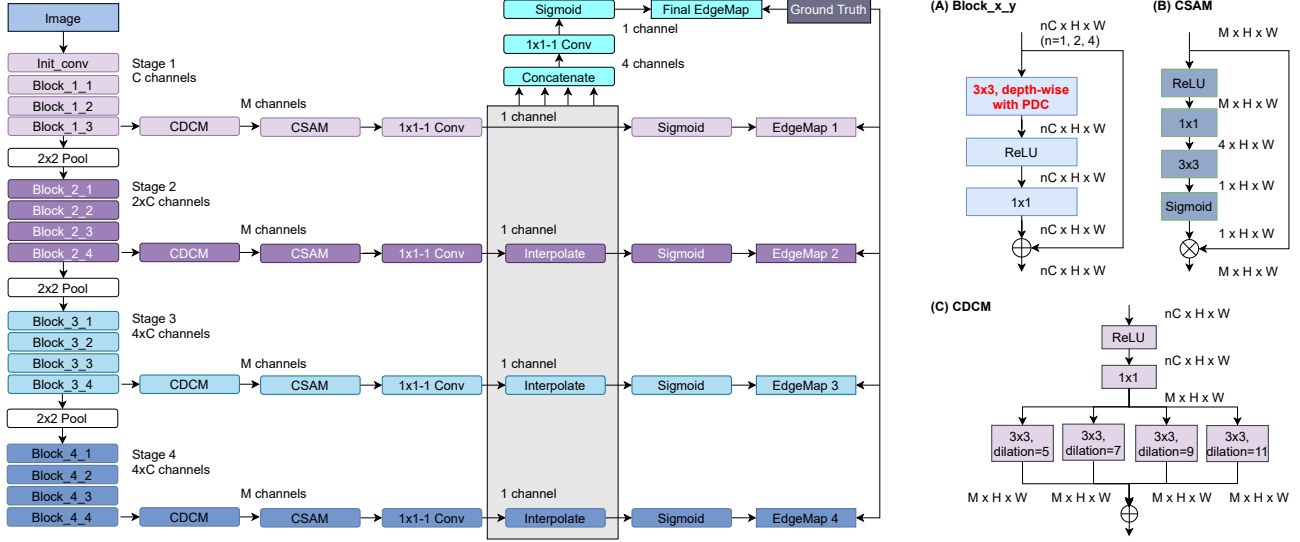 Image
Init_conv
Block_1_1
Block_1_2
Block_1_3
Stage 1
C channels
M channels
CDCM
CSAM
1x1-1 Conv
1 channel
Sigmoid
EdgeMap 1
Sigmoid
Final EdgeMap
Ground Truth
1 channel
1x1-1 Conv
4 channels
Concatenate
2x2 Pool
Block_2_1
Block_2_2
Block_2_3
Block_2_4
Stage 2
2xC channels
M channels
CDCM
CSAM
1x1-1 Conv
1 channel
Interpolate
Sigmoid
EdgeMap 2
2x2 Pool
Block_3_1
Block_3_2
Block_3_3
Block_3_4
Stage 3
4xC channels
M channels
CDCM
CSAM
1x1-1 Conv
1 channel
Interpolate
Sigmoid
EdgeMap 3
2x2 Pool
Block_4_1
Block_4_2
Block_4_3
Block_4_4
Stage 4
4xC channels
M channels
CDCM
CSAM
1x1-1 Conv
1 channel
Interpolate
Sigmoid
EdgeMap 4
(A) Block_x_y
nC x H x W
(n=1, 2, 4)
3x3, depth-wise
with PDC
nC x H x W
ReLU
nC x H x W
1x1
nC x H x W
nC x H x W
(B) CSAM
M x H x W
ReLU
M x H x W
1x1
4 x H x W
3x3
1 x H x W
Sigmoid
1 x H x W
M x H x W
(C) CDCM
nC x H x W
ReLU
nC x H x W
1x1
M x H x W
3x3,
dilation=5
3x3,
dilation=7
3x3,
dilation=9
3x3,
dilation=11
M x H x W
M x H x W
M x H x W
M x H x W